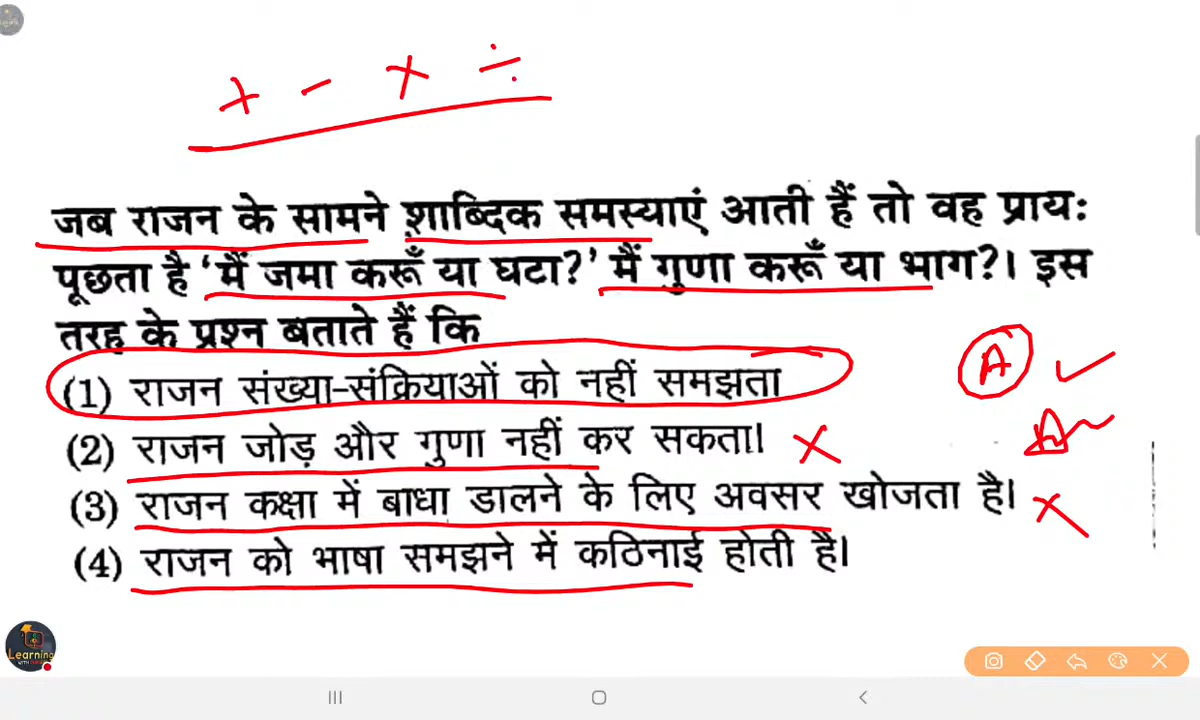 + - × ÷
जब राजन के सामने शाब्दिक समस्याएं आती हैं तो वह प्रायः
पूछता है 'मैं जमा करूँ या घटा?' मैं गुणा करूँ या भाग?। इस
तरह के प्रश्न बताते हैं कि
(1) राजन संख्या-संक्रियाओं को नहीं समझता
(2) राजन जोड़ और गुणा नहीं कर सकता।
(3) राजन कक्षा में बाधा डालने के लिए अवसर खोजता है।
(4) राजन को भाषा समझने में कठिनाई होती है।
A
Learning